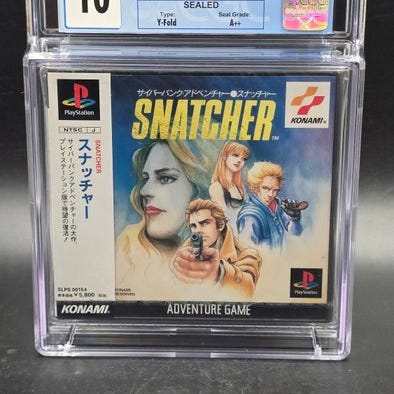 10
SEALED
Type:
Seal Grade:
Y-Fold
A++
PlayStation
NTSC J
SNATCHER
スナッチャー
サイバーパンクアドベンチャーの大作、
プレイステーション版で待望の復活!
SLPS 00154
¥5,800
KONAMI
サイバーパンクアドベンチャー●スナッチャー
SNATCHER™
KONAMI
PlayStation
ADVENTURE GAME